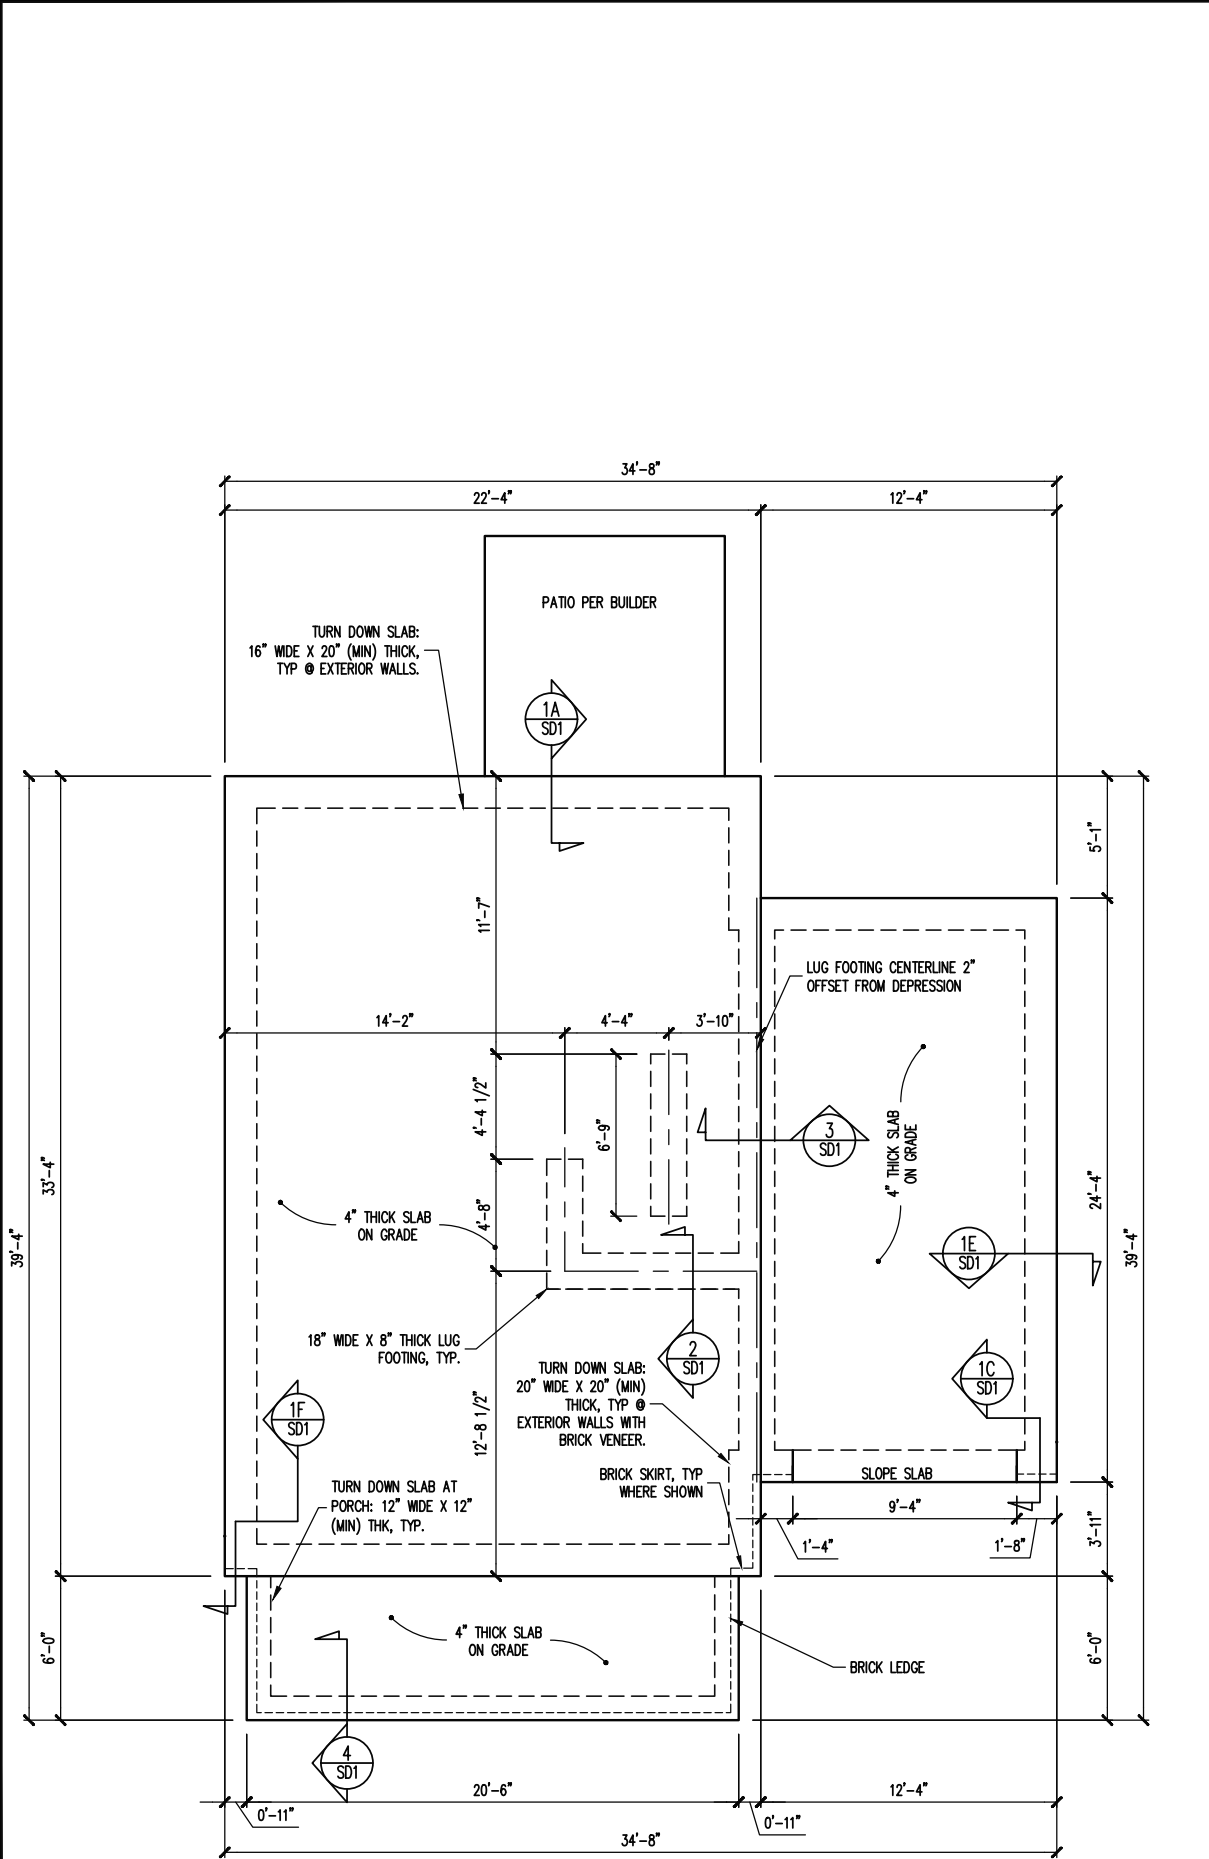 34'-8"
22'-4"
12'-4"
PATIO PER BUILDER
TURN DOWN SLAB:
16" WIDE X 20" (MIN) THICK,
TYP @ EXTERIOR WALLS.
1A
SD1
5'-1"
11'-7"
LUG FOOTING CENTERLINE 2"
OFFSET FROM DEPRESSION
14'-2"
4'-4"
3'-10"
4'-4 1/2"
6'-9"
3
SD1
4" THICK SLAB
ON GRADE
33'-4"
39'-4"
24'-4"
39'-4"
4" THICK SLAB
ON GRADE
4'-8"
1E
SD1
18" WIDE X 8" THICK LUG
FOOTING, TYP.
2
SD1
TURN DOWN SLAB:
20" WIDE X 20" (MIN)
THICK, TYP @
EXTERIOR WALLS WITH
BRICK VENEER.
1C
SD1
1F
SD1
12'-8 1/2"
BRICK SKIRT, TYP
WHERE SHOWN
SLOPE SLAB
TURN DOWN SLAB AT
PORCH: 12" WIDE X 12"
(MIN) THK, TYP.
9'-4"
1'-4"
1'-8"
3'-11"
6'-0"
4" THICK SLAB
ON GRADE
6'-0"
BRICK LEDGE
4
SD1
20'-6"
12'-4"
0'-11"
0'-11"
34'-8"